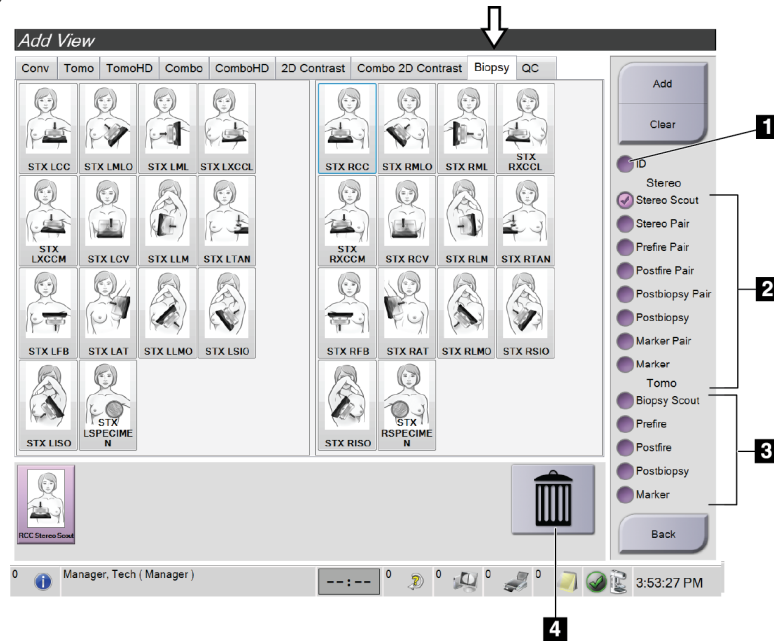 Add View
Conv Tomo TomoHD Combo ComboHD 2D Contrast Combo 2D Contrast Biopsy QC
STX LCC STX LMLO STX LML STX LXCCL
STX RCC STX RMLO STX RML STX
RXCCL
STX
LXCCM STX LCV STX LLM STX LTAN
STX
RXCCM STX RCV STX RLM STX RTAN
STX LFB STX LAT STX LLMO STX LSIO
STX RFB STX RAT STX RLMO STX RSIO
STX LISO STX
LSPECIME
N
STX RISO STX
RSPECIME
N
RCC Stereo Scout
Add
Clear
1
ID
Stereo
Stereo Scout
Stereo Pair
Prefire Pair
Postfire Pair
Postbiopsy Pair
2
Postbiopsy
Marker Pair
Marker
Tomo
Biopsy Scout
Prefire
Postfire
3
Postbiopsy
Marker
Back
0 i Manager, Tech ( Manager ) --:-- 0 0 0 0 3:53:27 PM
4